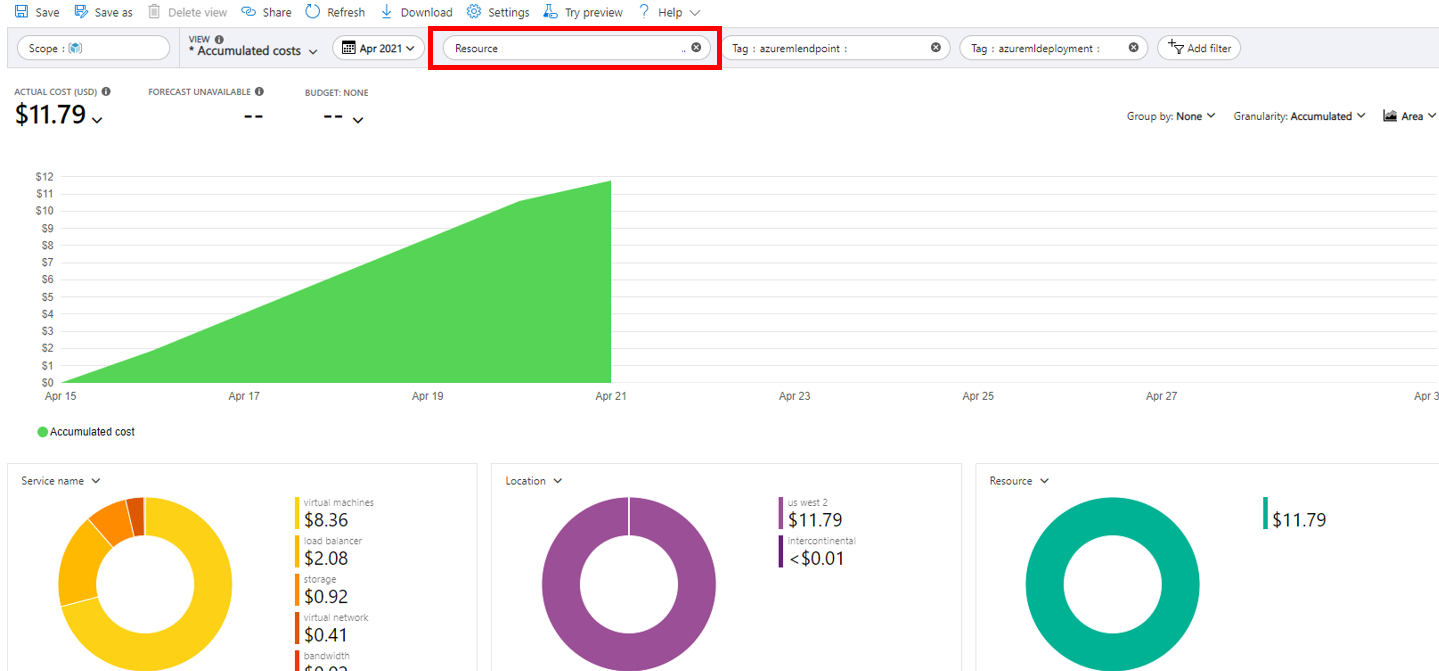 Save Save as Delete view Share Refresh Download Settings Try preview ? Help
Scope :
VIEW
* Accumulated costs
Apr 2021
Resource ..
Tag : azuremlendpoint :
Tag : azuremldeployment :
Add filter
ACTUAL COST (USD)
$11.79
FORECAST UNAVAILABLE
--
BUDGET: NONE
--
Group by: None
Granularity: Accumulated
Area
$12
$11
$10
$9
$8
$7
$6
$5
$4
$3
$2
$1
$0
Apr 15 Apr 17 Apr 19 Apr 21 Apr 23 Apr 25 Apr 27 Apr 3
Accumulated cost
Service name
virtual machines
$8.36
load balancer
$2.08
storage
$0.92
virtual network
$0.41
bandwidth
Location
us west 2
$11.79
intercontinental
<$0.01
Resource
$11.79